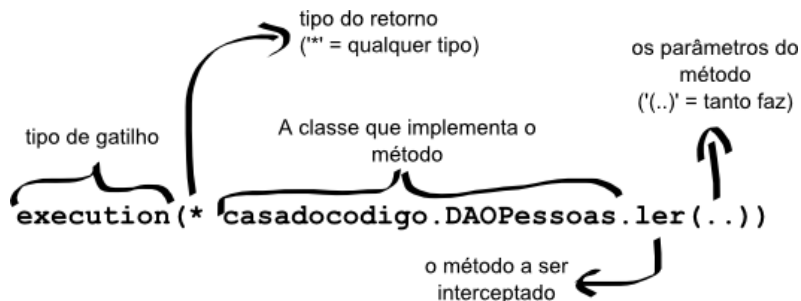 tipo do retorno
('*' = qualquer tipo)
os parâmetros do
método
('(..)' = tanto faz)
tipo de gatilho
A classe que implementa o
método
execution(* casadocodigo.DAOPessoas.ler(..))
o método a ser
interceptado